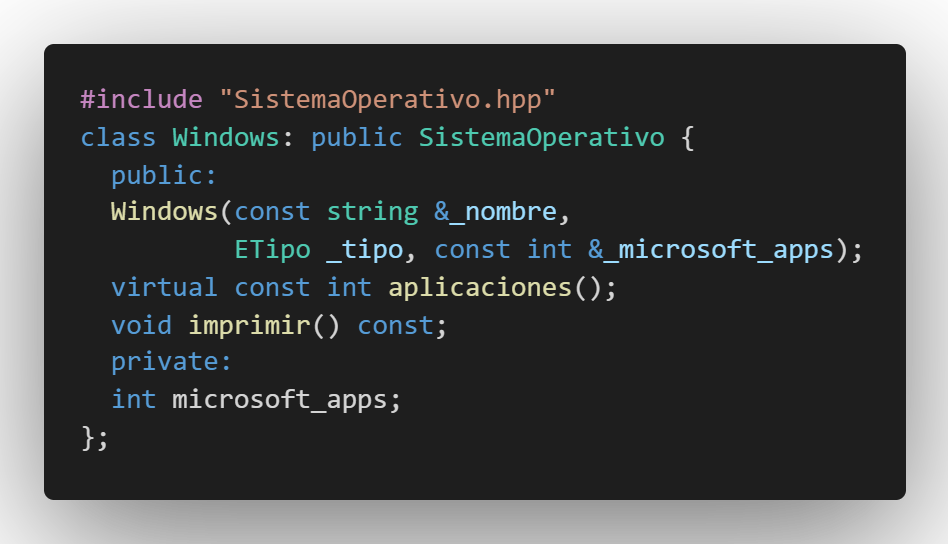 #include "SistemaOperativo.hpp"
class Windows: public SistemaOperativo {
  public:
  Windows(const string &_nombre,
          ETipo _tipo, const int &_microsoft_apps);
  virtual const int aplicaciones();
  void imprimir() const;
  private:
  int microsoft_apps;
};